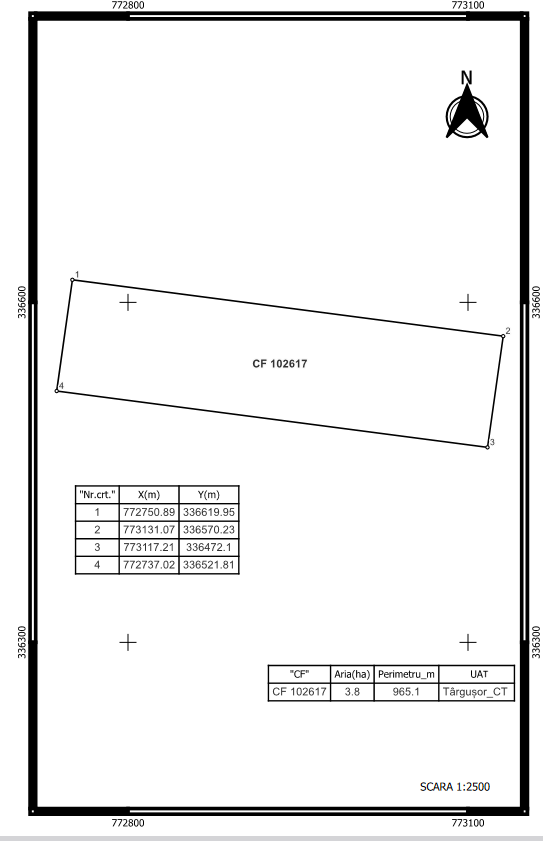 772800 773100
N
336600 336600
1
2
CF 102617
4
3
"Nr.crt." X(m) Y(m)
1 772750.89 336619.95
2 773131.07 336570.23
3 773117.21 336472.1
4 772737.02 336521.81
336300 336300
"CF" Aria(ha) Perimetru_m UAT
CF 102617 3.8 965.1 Târgușor_CT
SCARA 1:2500
772800 773100